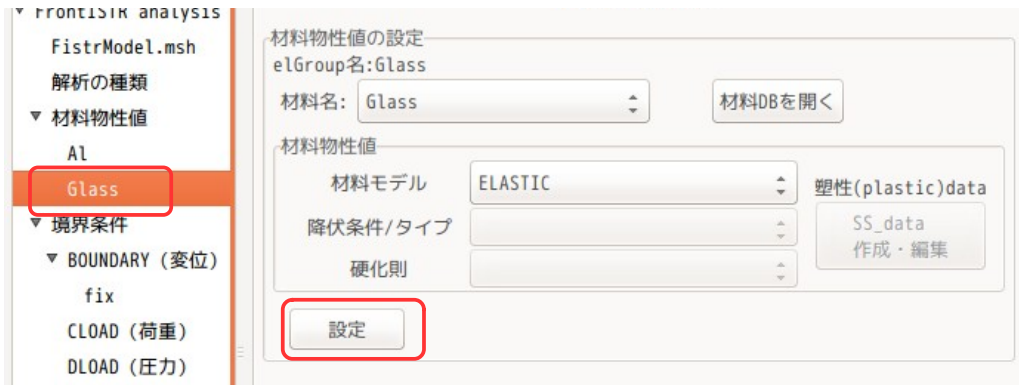 FrontISTR analysis
FistrModel.msh
解析の種類
材料物性値
Al
Glass
境界条件
BOUNDARY (変位)
fix
CLOAD (荷重)
DLOAD (圧力)
材料物性値の設定
elGroup名:Glass
材料名: Glass
材料DBを開く
材料物性値
材料モデル ELASTIC
塑性(plastic)data
降伏条件/タイプ
SS_data
作成・編集
硬化則
設定